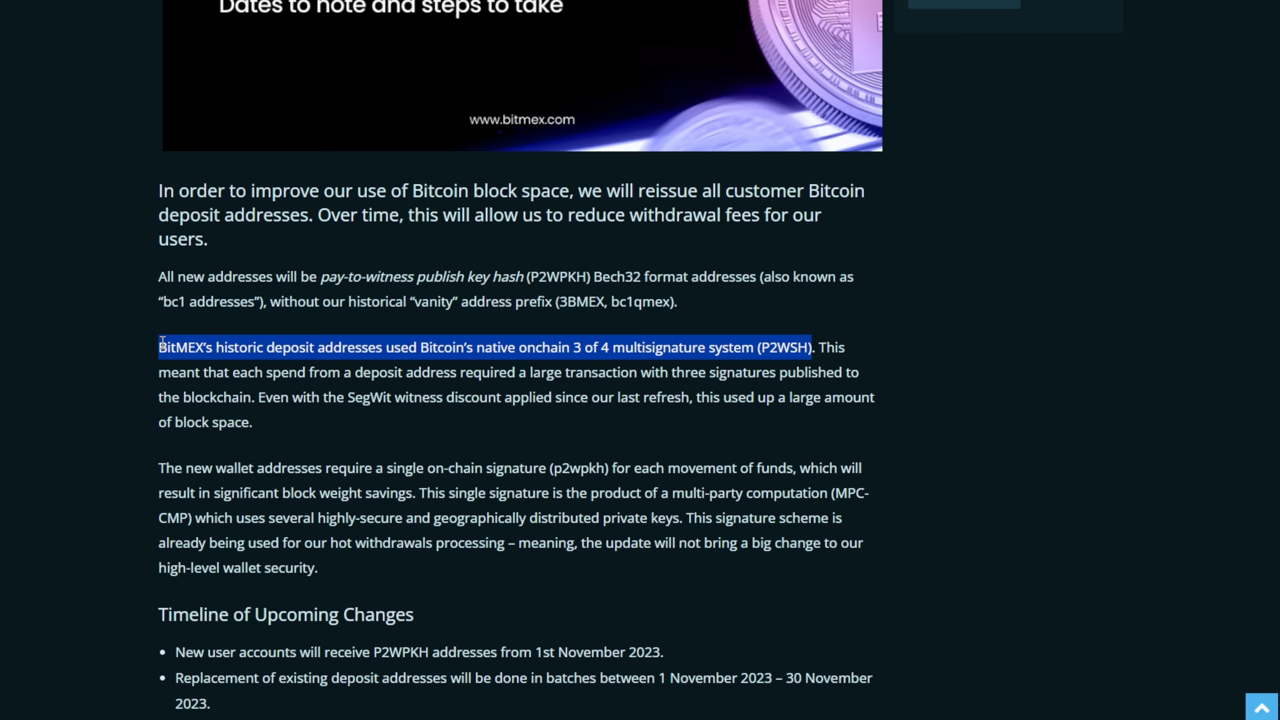 Dates to note and steps to take
www.bitmex.com
In order to improve our use of Bitcoin block space, we will reissue all customer Bitcoin
deposit addresses. Over time, this will allow us to reduce withdrawal fees for our
users.
All new addresses will be pay-to-witness publish key hash (P2WPKH) Bech32 format addresses (also known as
“bc1 addresses”), without our historical “vanity” address prefix (3BMEX, bc1qmex).
BitMEX’s historic deposit addresses used Bitcoin’s native onchain 3 of 4 multisignature system (P2WSH). This
meant that each spend from a deposit address required a large transaction with three signatures published to
the blockchain. Even with the SegWit witness discount applied since our last refresh, this used up a large amount
of block space.
The new wallet addresses require a single on-chain signature (p2wpkh) for each movement of funds, which will
result in significant block weight savings. This single signature is the product of a multi-party computation (MPC-
CMP) which uses several highly-secure and geographically distributed private keys. This signature scheme is
already being used for our hot withdrawals processing – meaning, the update will not bring a big change to our
high-level wallet security.
Timeline of Upcoming Changes
• New user accounts will receive P2WPKH addresses from 1st November 2023.
• Replacement of existing deposit addresses will be done in batches between 1 November 2023 – 30 November
2023.